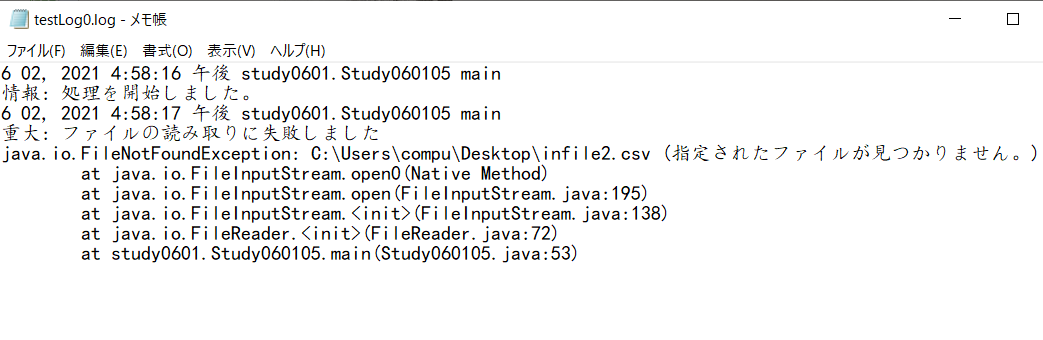 testLog0.log - メモ帳
ファイル(F) 編集(E) 書式(O) 表示(V) ヘルプ(H)
6 02, 2021 4:58:16 午後 study0601.Study060105 main
情報: 処理を開始しました。
6 02, 2021 4:58:17 午後 study0601.Study060105 main
重大: ファイルの読み取りに失敗しました
java.io.FileNotFoundException: C:\Users\compu\Desktop\infile2.csv (指定されたファイルが見つかりません。)
	at java.io.FileInputStream.open0(Native Method)
	at java.io.FileInputStream.open(FileInputStream.java:195)
	at java.io.FileInputStream.<init>(FileInputStream.java:138)
	at java.io.FileReader.<init>(FileReader.java:72)
	at study0601.Study060105.main(Study060105.java:53)